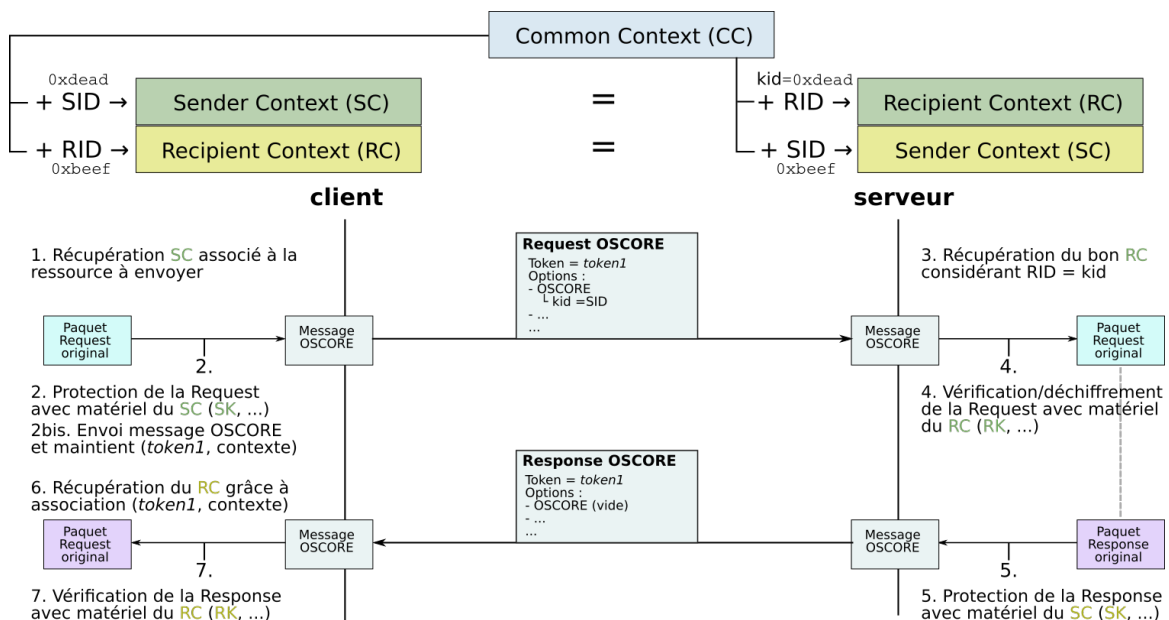 Common Context (CC)
0xdead
+ SID → Sender Context (SC)
=
kid=0xdead
+ RID → Recipient Context (RC)
+ RID → Recipient Context (RC)
0xbeef
=
+ SID → Sender Context (SC)
0xbeef
client
serveur
1. Récupération SC associé à la
ressource à envoyer
Request OSCORE
Token = token1
Options :
- OSCORE
└ kid =SID
- ...
...
3. Récupération du bon RC
considérant RID = kid
Paquet
Request
original
2.
Message
OSCORE
Message
OSCORE
4.
Paquet
Request
original
2. Protection de la Request
avec matériel du SC (SK, ...)
2bis. Envoi message OSCORE
et maintient (token1, contexte)
4. Vérification/déchiffrement
de la Request avec matériel
du RC (RK, ...)
Response OSCORE
Token = token1
Options :
- OSCORE (vide)
- ...
...
6. Récupération du RC grâce à
association (token1, contexte)
Paquet
Request
original
7.
Message
OSCORE
Message
OSCORE
5.
Paquet
Response
original
7. Vérification de la Response
avec matériel du RC (RK, ...)
5. Protection de la Response
avec matériel du SC (SK, ...)